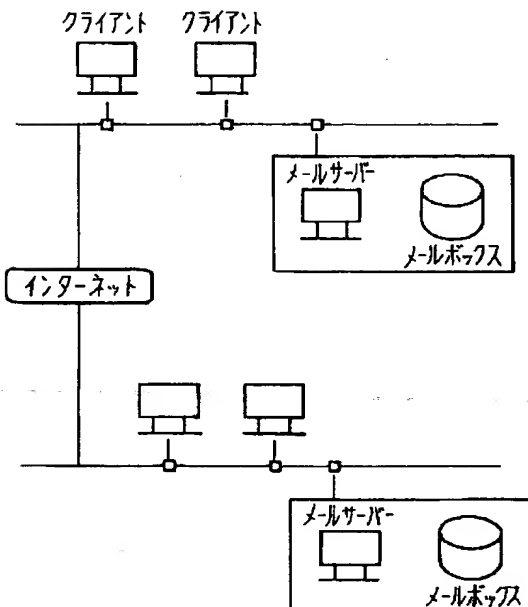 クライアント クライアント
メールサーバー
メールボックス
インターネット
メールサーバー
メールボックス